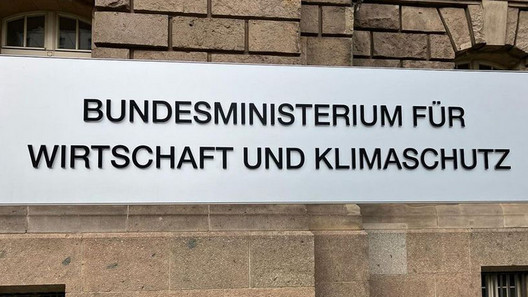 BUNDESMINISTERIUM FÜR
WIRTSCHAFT UND KLIMASCHUTZ